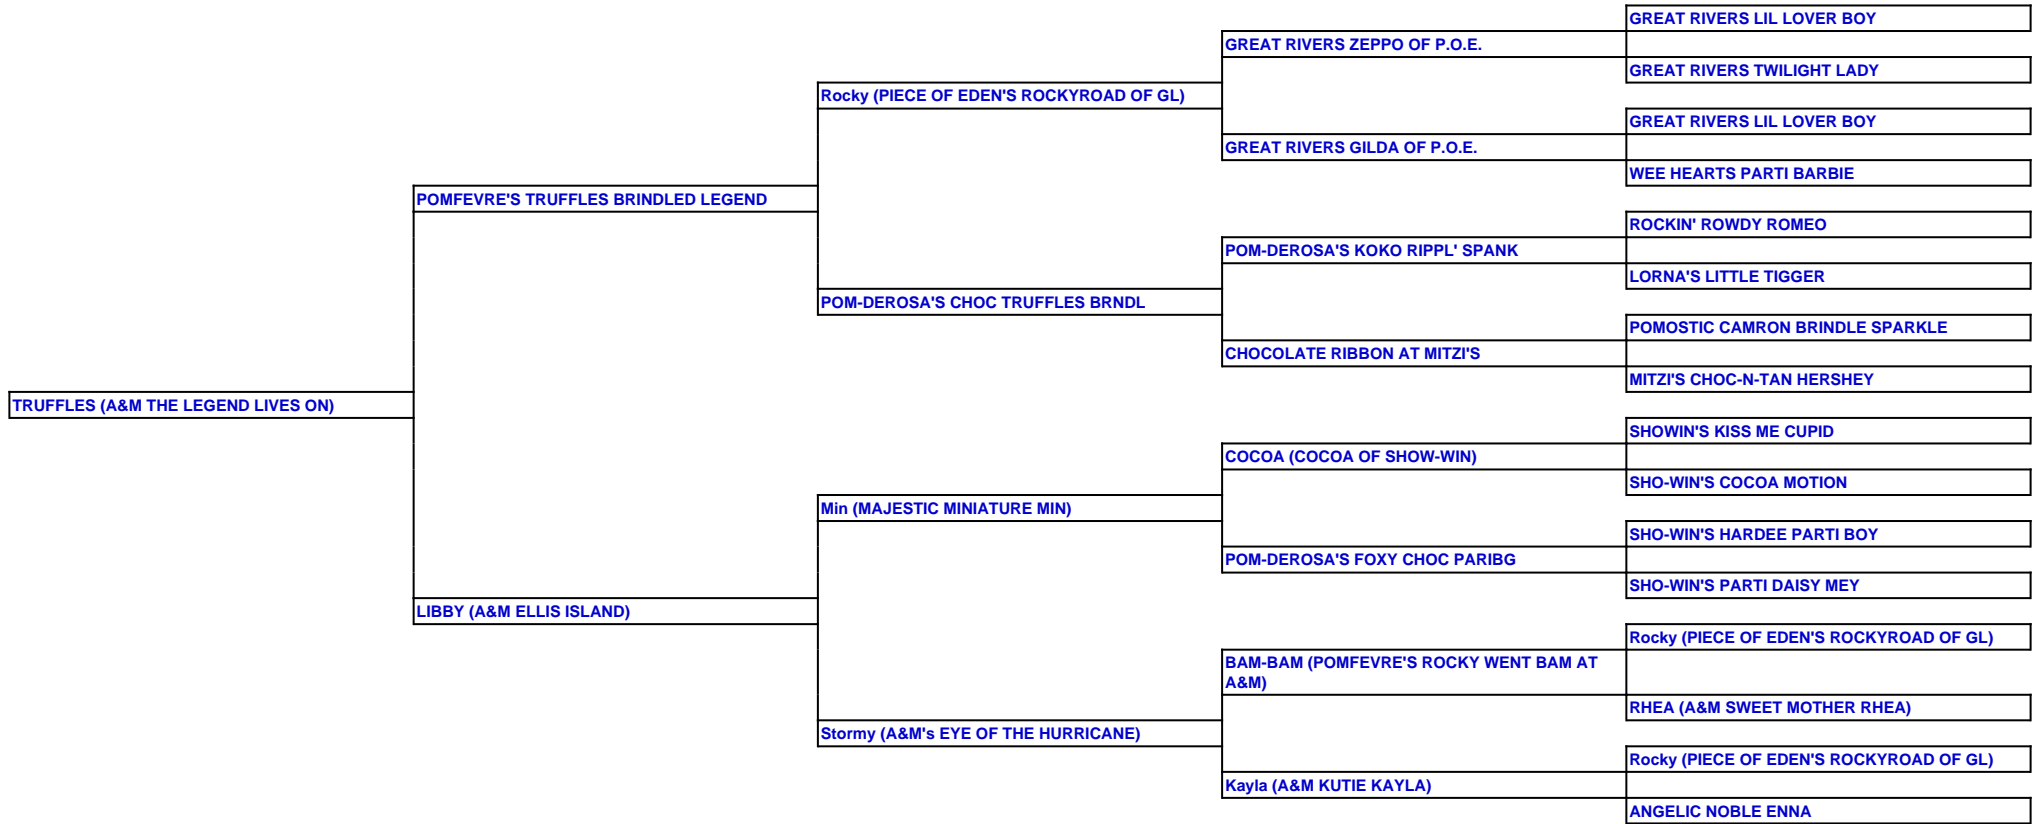 GREAT RIVERS LIL LOVER BOY
GREAT RIVERS ZEPPO OF P.O.E.
GREAT RIVERS TWILIGHT LADY
Rocky (PIECE OF EDEN'S ROCKYROAD OF GL)
GREAT RIVERS LIL LOVER BOY
GREAT RIVERS GILDA OF P.O.E.
WEE HEARTS PARTI BARBIE
POMFEVRE'S TRUFFLES BRINDLED LEGEND
ROCKIN' ROWDY ROMEO
POM-DEROSA'S KOKO RIPPL' SPANK
LORNA'S LITTLE TIGGER
POM-DEROSA'S CHOC TRUFFLES BRNDL
POMOSTIC CAMRON BRINDLE SPARKLE
CHOCOLATE RIBBON AT MITZI'S
MITZI'S CHOC-N-TAN HERSHEY
TRUFFLES (A&M THE LEGEND LIVES ON)
SHOWIN'S KISS ME CUPID
COCOA (COCOA OF SHOW-WIN)
SHO-WIN'S COCOA MOTION
Min (MAJESTIC MINIATURE MIN)
SHO-WIN'S HARDEE PARTI BOY
POM-DEROSA'S FOXY CHOC PARIBG
SHO-WIN'S PARTI DAISY MEY
LIBBY (A&M ELLIS ISLAND)
Rocky (PIECE OF EDEN'S ROCKYROAD OF GL)
BAM-BAM (POMFEVRE'S ROCKY WENT BAM AT
A&M)
RHEA (A&M SWEET MOTHER RHEA)
Stormy (A&M's EYE OF THE HURRICANE)
Rocky (PIECE OF EDEN'S ROCKYROAD OF GL)
Kayla (A&M KUTIE KAYLA)
ANGELIC NOBLE ENNA